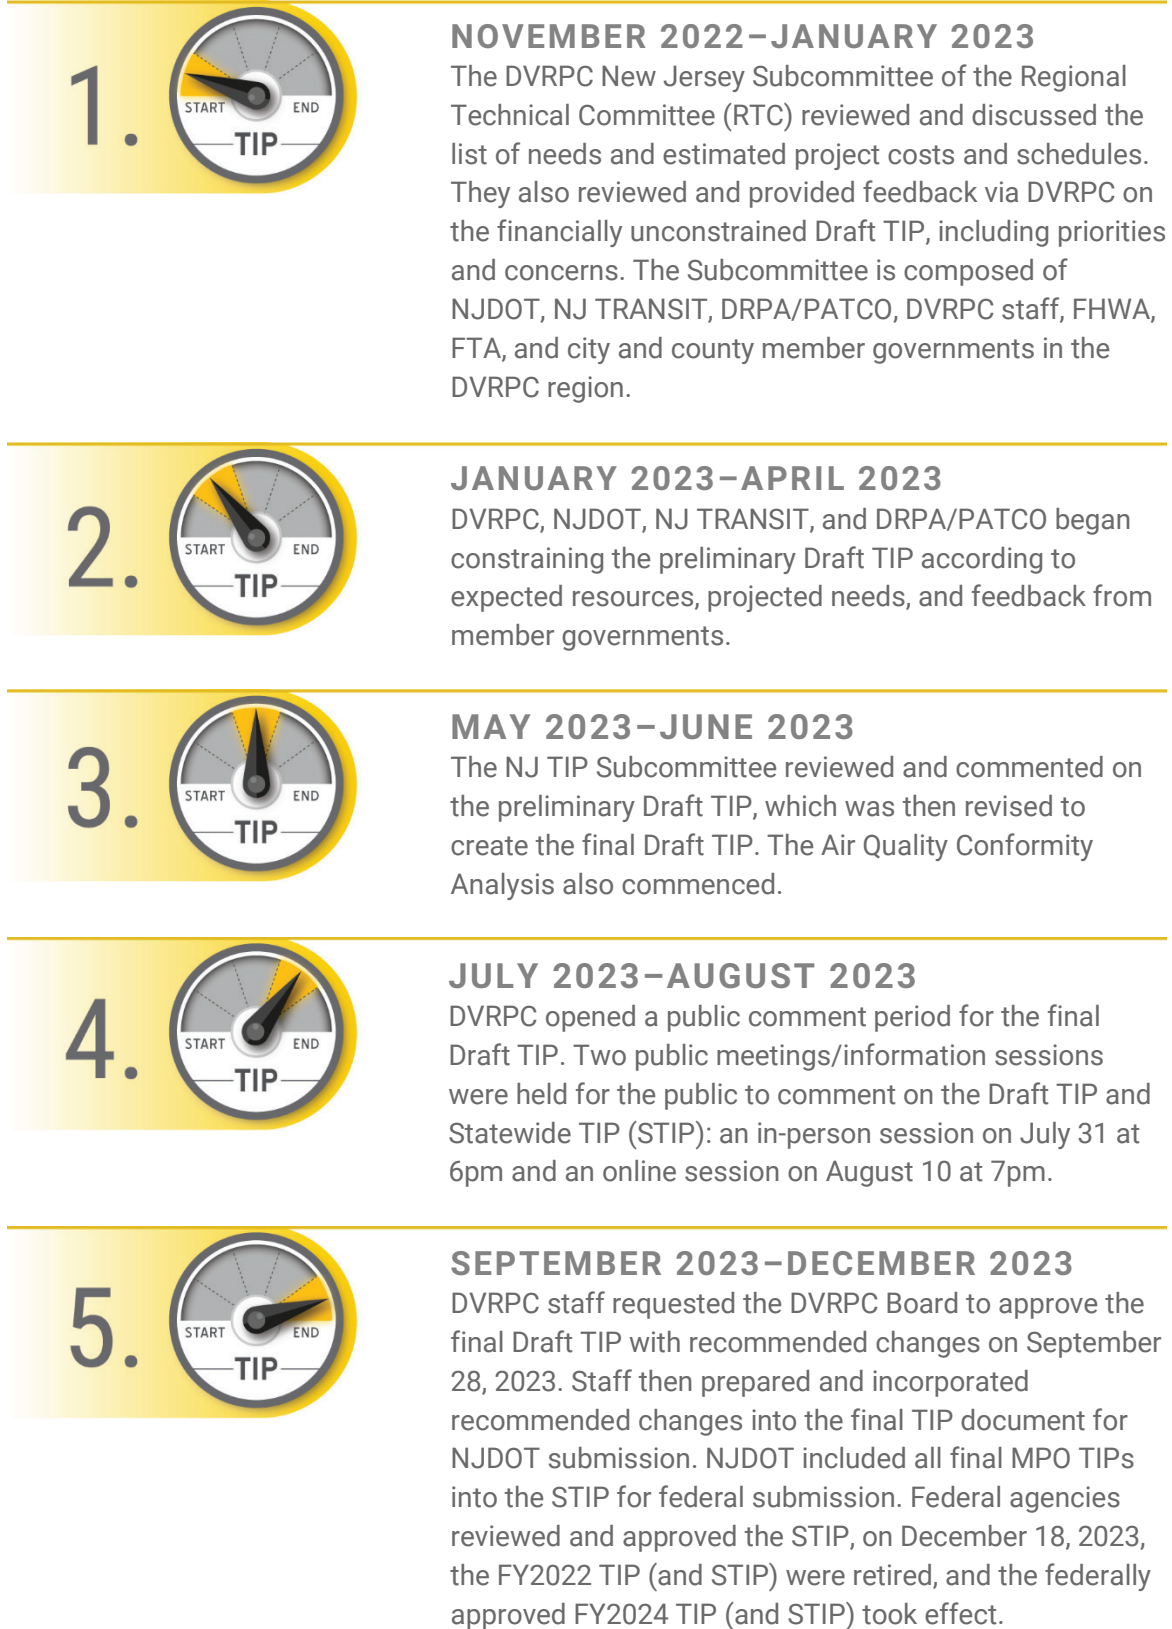 1.
START
END
TIP
NOVEMBER 2022–JANUARY 2023
The DVRPC New Jersey Subcommittee of the Regional
Technical Committee (RTC) reviewed and discussed the
list of needs and estimated project costs and schedules.
They also reviewed and provided feedback via DVRPC on
the financially unconstrained Draft TIP, including priorities
and concerns. The Subcommittee is composed of
NJDOT, NJ TRANSIT, DRPA/PATCO, DVRPC staff, FHWA,
FTA, and city and county member governments in the
DVRPC region.
2.
START
END
TIP
JANUARY 2023–APRIL 2023
DVRPC, NJDOT, NJ TRANSIT, and DRPA/PATCO began
constraining the preliminary Draft TIP according to
expected resources, projected needs, and feedback from
member governments.
3.
START
END
TIP
MAY 2023–JUNE 2023
The NJ TIP Subcommittee reviewed and commented on
the preliminary Draft TIP, which was then revised to
create the final Draft TIP. The Air Quality Conformity
Analysis also commenced.
4.
START
END
TIP
JULY 2023–AUGUST 2023
DVRPC opened a public comment period for the final
Draft TIP. Two public meetings/information sessions
were held for the public to comment on the Draft TIP and
Statewide TIP (STIP): an in-person session on July 31 at
6pm and an online session on August 10 at 7pm.
5.
START
END
TIP
SEPTEMBER 2023–DECEMBER 2023
DVRPC staff requested the DVRPC Board to approve the
final Draft TIP with recommended changes on September
28, 2023. Staff then prepared and incorporated
recommended changes into the final TIP document for
NJDOT submission. NJDOT included all final MPO TIPs
into the STIP for federal submission. Federal agencies
reviewed and approved the STIP, on December 18, 2023,
the FY2022 TIP (and STIP) were retired, and the federally
approved FY2024 TIP (and STIP) took effect.